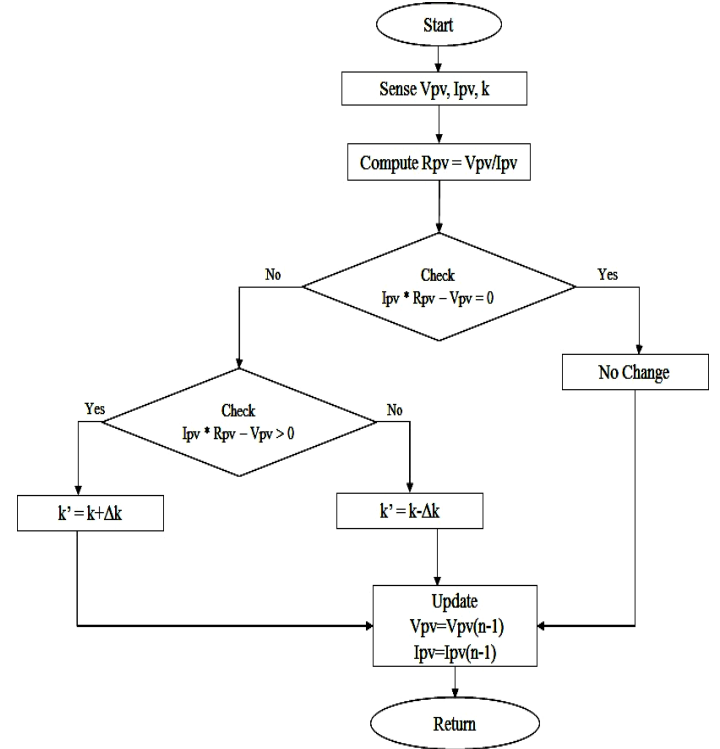 Start
Sense Vpv, Ipv, k
Compute Rpv = Vpv/Ipv
No
Check
Yes
Ipv * Rpv − Vpv = 0
No Change
Yes
Check
No
Ipv * Rpv − Vpv > 0
k’ = k+Δk
k’ = k-Δk
Update
Vpv=Vpv(n-1)
Ipv=Ipv(n-1)
Return